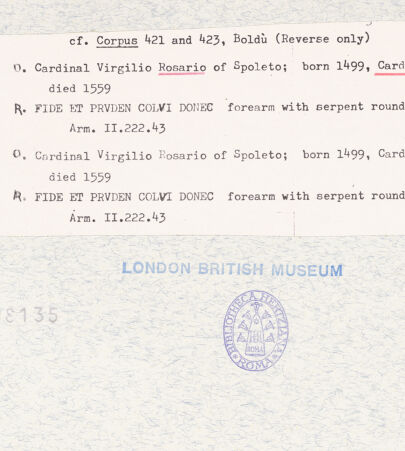 cf. Corpus 421 and 423, Boldù (Reverse only)
O. Cardinal Virgilio Rosario of Spoleto; born 1499, Card
died 1559
R. FIDE ET PRVDEN COLVI DONEC forearm with serpent round
Arm. II.222.43
O. Cardinal Virgilio Rosario of Spoleto; born 1499, Card
died 1559
R. FIDE ET PRVDEN COLVI DONEC forearm with serpent round
Arm. II.222.43
LONDON BRITISH MUSEUM
135
BIBLIOTHECA HERTZIANA
ROMA